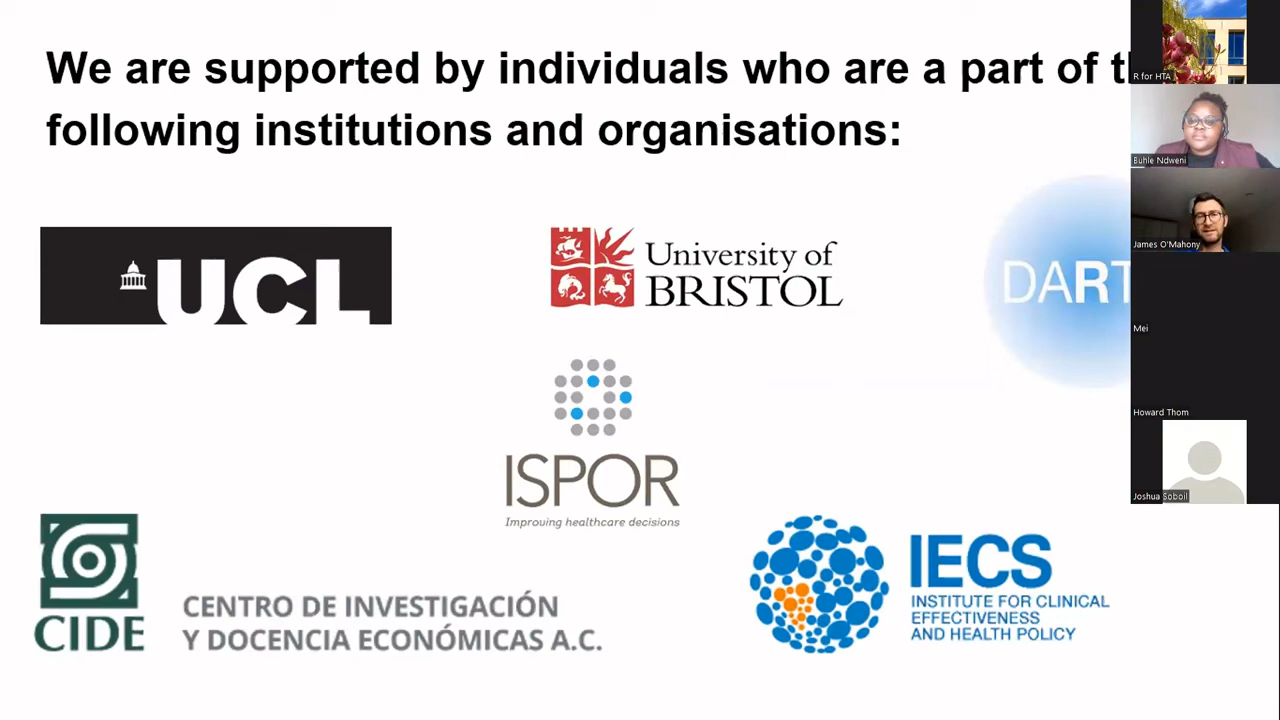 We are supported by individuals who are a part of
following institutions and organisations:
UCL
University of
BRISTOL
DART
ISPOR
Improving healthcare decisions
CIDE
CENTRO DE INVESTIGACIÓN
Y DOCENCIA ECONÓMICAS A.C.
IECS
INSTITUTE FOR CLINICAL
EFFECTIVENESS
AND HEALTH POLICY
R for HTA
Buhle Ndweni
James O'Mahony
Mei
Howard Thom
Joshua Soboil